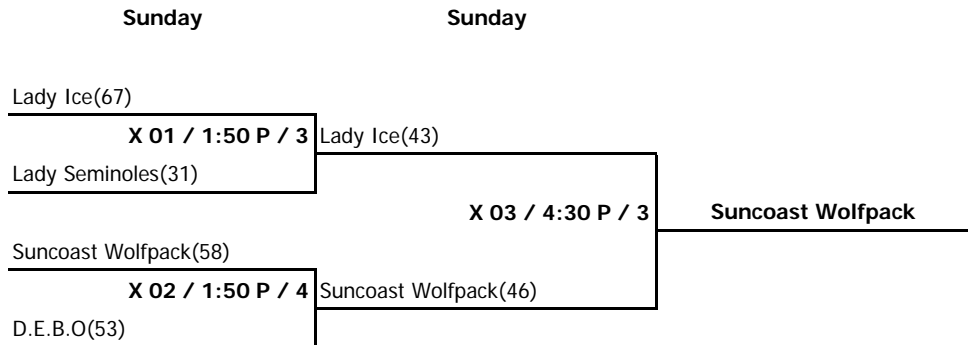 Sunday Sunday
Lady Ice(67)
X 01 / 1:50 P / 3 Lady Ice(43)
Lady Seminoles(31)
X 03 / 4:30 P / 3 Suncoast Wolfpack
Suncoast Wolfpack(58)
X 02 / 1:50 P / 4 Suncoast Wolfpack(46)
D.E.B.O(53)